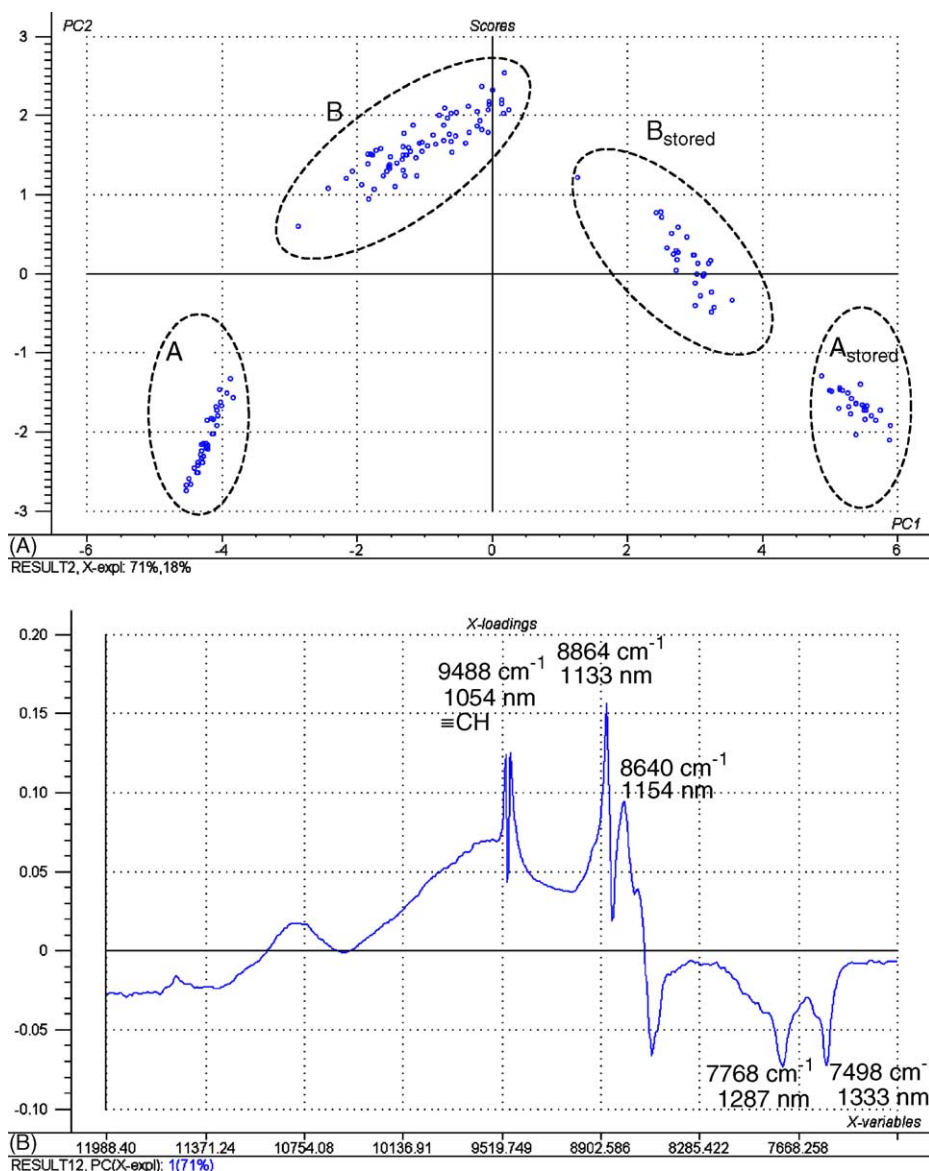 PC2
Scores
3
2
1
0
-1
-2
-3
B
B_stored
A
A_stored
PC1
(A)
-6
-4
-2
0
2
4
6
RESULT2, X-expl: 71%,18%
X-loadings
0.20
0.15
0.10
0.05
0
-0.05
-0.10
9488 cm⁻¹
1054 nm
≡CH
8864 cm⁻¹
1133 nm
8640 cm⁻¹
1154 nm
7768 cm⁻¹
1287 nm
7498 cm⁻
1333 nm
X-variables
(B)
11988.40
11371.24
10754.08
10136.91
9519.749
8902.586
8285.422
7668.258
RESULT12, PC(X-expl): 1(71%)